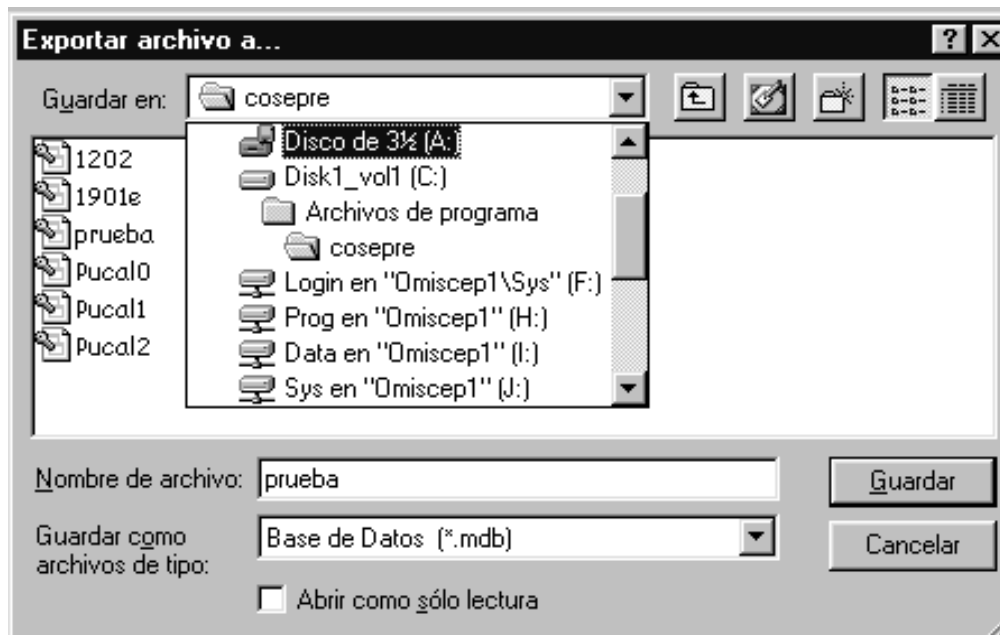 Exportar archivo a...
Guardar en: cosepre
Disco de 3½ (A:)
Disk1_vol1 (C:)
Archivos de programa
cosepre
Login en "Omiscep1\Sys" (F:)
Prog en "Omiscep1" (H:)
Data en "Omiscep1" (I:)
Sys en "Omiscep1" (J:)
1202
1901e
prueba
Pucal0
Pucal1
Pucal2
Nombre de archivo: prueba
Guardar
Guardar como
archivos de tipo:
Base de Datos (*.mdb)
Cancelar
Abrir como sólo lectura